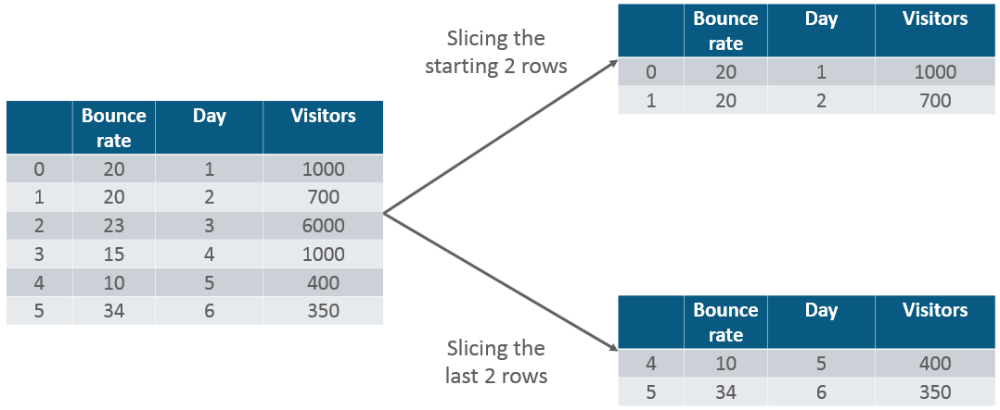 Slicing the
starting 2 rows
Bounce rate Day Visitors
0 20 1 1000
1 20 2 700
Bounce rate Day Visitors
0 20 1 1000
1 20 2 700
2 23 3 6000
3 15 4 1000
4 10 5 400
5 34 6 350
Slicing the
last 2 rows
Bounce rate Day Visitors
4 10 5 400
5 34 6 350